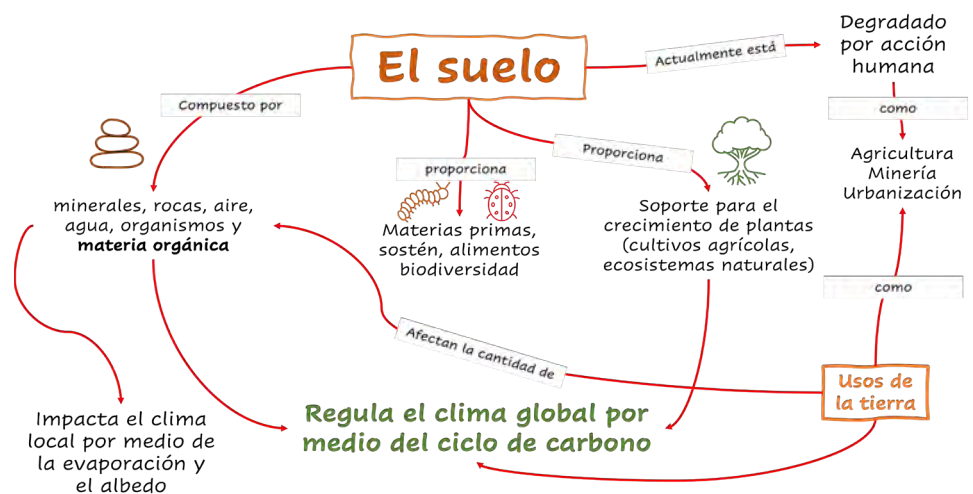 El suelo
Actualmente está
Degradado
por acción
humana
como
Agricultura
Minería
Urbanización
Compuesto por
minerales, rocas, aire,
agua, organismos y
materia orgánica
proporciona
Materias primas,
sostén, alimentos
biodiversidad
Proporciona
Soporte para el
crecimiento de plantas
(cultivos agrícolas,
ecosistemas naturales)
como
Usos de
la tierra
Afectan la cantidad de
Regula el clima global por
medio del ciclo de carbono
Impacta el clima
local por medio de
la evaporación y
el albedo